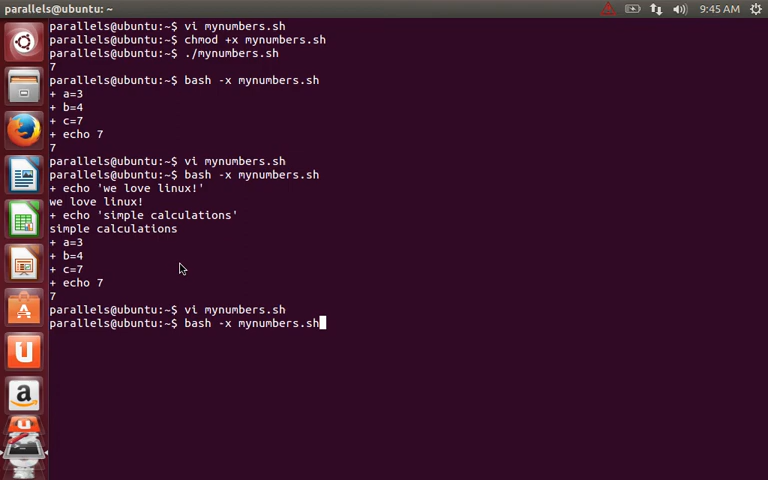 parallels@ubuntu: ~
9:45 AM
parallels@ubuntu:~$ vi mynumbers.sh
parallels@ubuntu:~$ chmod +x mynumbers.sh
parallels@ubuntu:~$ ./mynumbers.sh
7
parallels@ubuntu:~$ bash -x mynumbers.sh
+ a=3
+ b=4
+ c=7
+ echo 7
7
parallels@ubuntu:~$ vi mynumbers.sh
parallels@ubuntu:~$ bash -x mynumbers.sh
+ echo 'we love linux!'
we love linux!
+ echo 'simple calculations'
simple calculations
+ a=3
+ b=4
+ c=7
+ echo 7
7
parallels@ubuntu:~$ vi mynumbers.sh
parallels@ubuntu:~$ bash -x mynumbers.sh